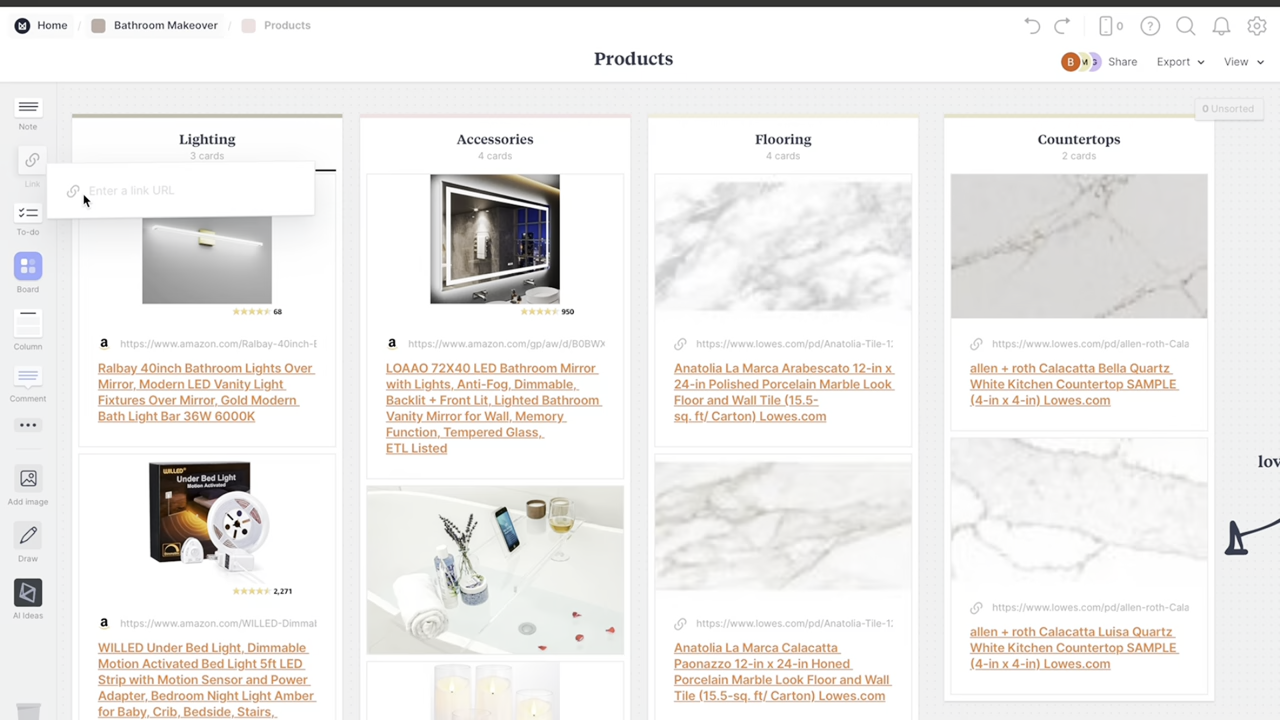 Home / Bathroom Makeover / Products
0
Products
B M G Share Export View
Note
Link
To-do
Board
Column
Comment
Add image
Draw
AI Ideas
0 Unsorted
Lighting
3 cards
Enter a link URL
68
a https://www.amazon.com/Ralbay-40inch-B
Ralbay 40inch Bathroom Lights Over
Mirror, Modern LED Vanity Light
Fixtures Over Mirror, Gold Modern
Bath Light Bar 36W 6000K
WILLED
Under Bed Light
Motion Activated
2,271
a https://www.amazon.com/WILLED-Dimmal
WILLED Under Bed Light, Dimmable
Motion Activated Bed Light 5ft LED
Strip with Motion Sensor and Power
Adapter, Bedroom Night Light Amber
for Baby, Crib, Bedside, Stairs,
Accessories
4 cards
950
a https://www.amazon.com/gp/aw/d/B0BWX
LOAAO 72X40 LED Bathroom Mirror
with Lights, Anti-Fog, Dimmable,
Backlit + Front Lit, Lighted Bathroom
Vanity Mirror for Wall, Memory
Function, Tempered Glass,
ETL Listed
Flooring
4 cards
https://www.lowes.com/pd/Anatolia-Tile-12
Anatolia La Marca Arabescato 12-in x
24-in Polished Porcelain Marble Look
Floor and Wall Tile (15.5-
sq. ft/ Carton) Lowes.com
https://www.lowes.com/pd/Anatolia-Tile-12
Anatolia La Marca Calacatta
Paonazzo 12-in x 24-in Honed
Porcelain Marble Look Floor and Wall
Tile (15.5-sq. ft/ Carton) Lowes.com
Countertops
2 cards
https://www.lowes.com/pd/allen-roth-Cala
allen + roth Calacatta Bella Quartz
White Kitchen Countertop SAMPLE
(4-in x 4-in) Lowes.com
https://www.lowes.com/pd/allen-roth-Cala
allen + roth Calacatta Luisa Quartz
White Kitchen Countertop SAMPLE
(4-in x 4-in) Lowes.com
lov